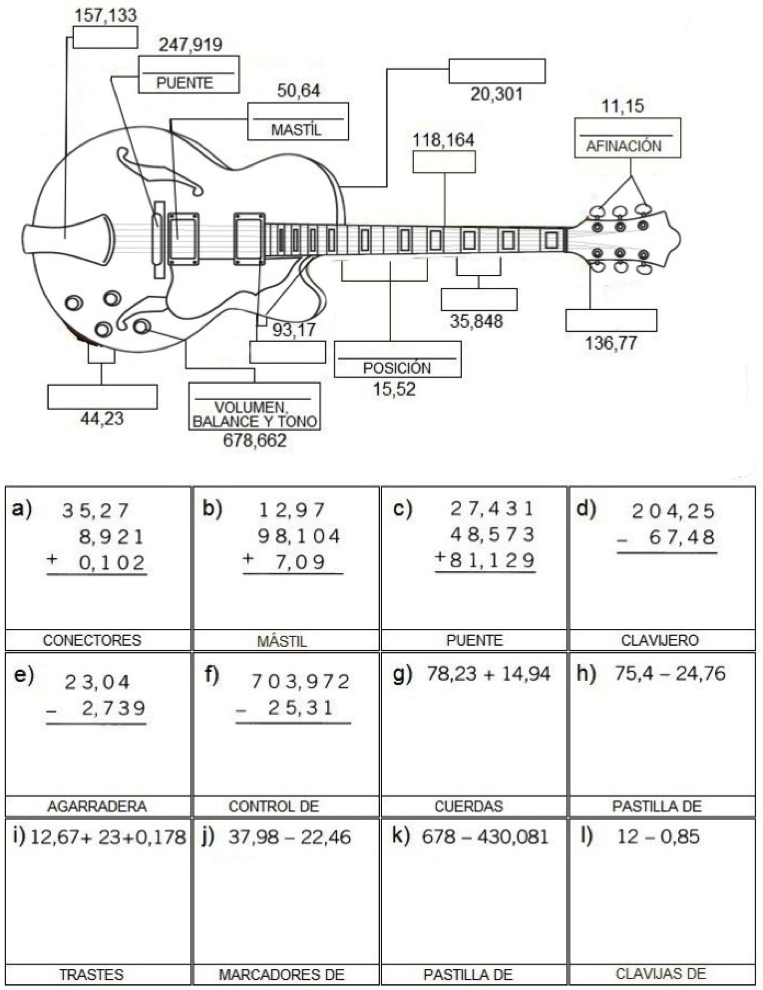 157,133
247,919
PUENTE
50,64
MASTÍL
20,301
118,164
11,15
AFINACIÓN
93,17
35,848
136,77
POSICIÓN
15,52
44,23
VOLUMEN,
BALANCE Y TONO
678,662
a) 35,27
8,921
+ 0,102
CONECTORES
b) 12,97
98,104
+ 7,09
MÁSTIL
c) 27,431
48,573
+81,129
PUENTE
d) 204,25
– 67,48
CLAVIJERO
e) 23,04
– 2,739
AGARRADERA
f) 703,972
– 25,31
CONTROL DE
g) 78,23 + 14,94
CUERDAS
h) 75,4 – 24,76
PASTILLA DE
i) 12,67+ 23+0,178
TRASTES
j) 37,98 – 22,46
MARCADORES DE
k) 678 – 430,081
PASTILLA DE
l) 12 – 0,85
CLAVIJAS DE